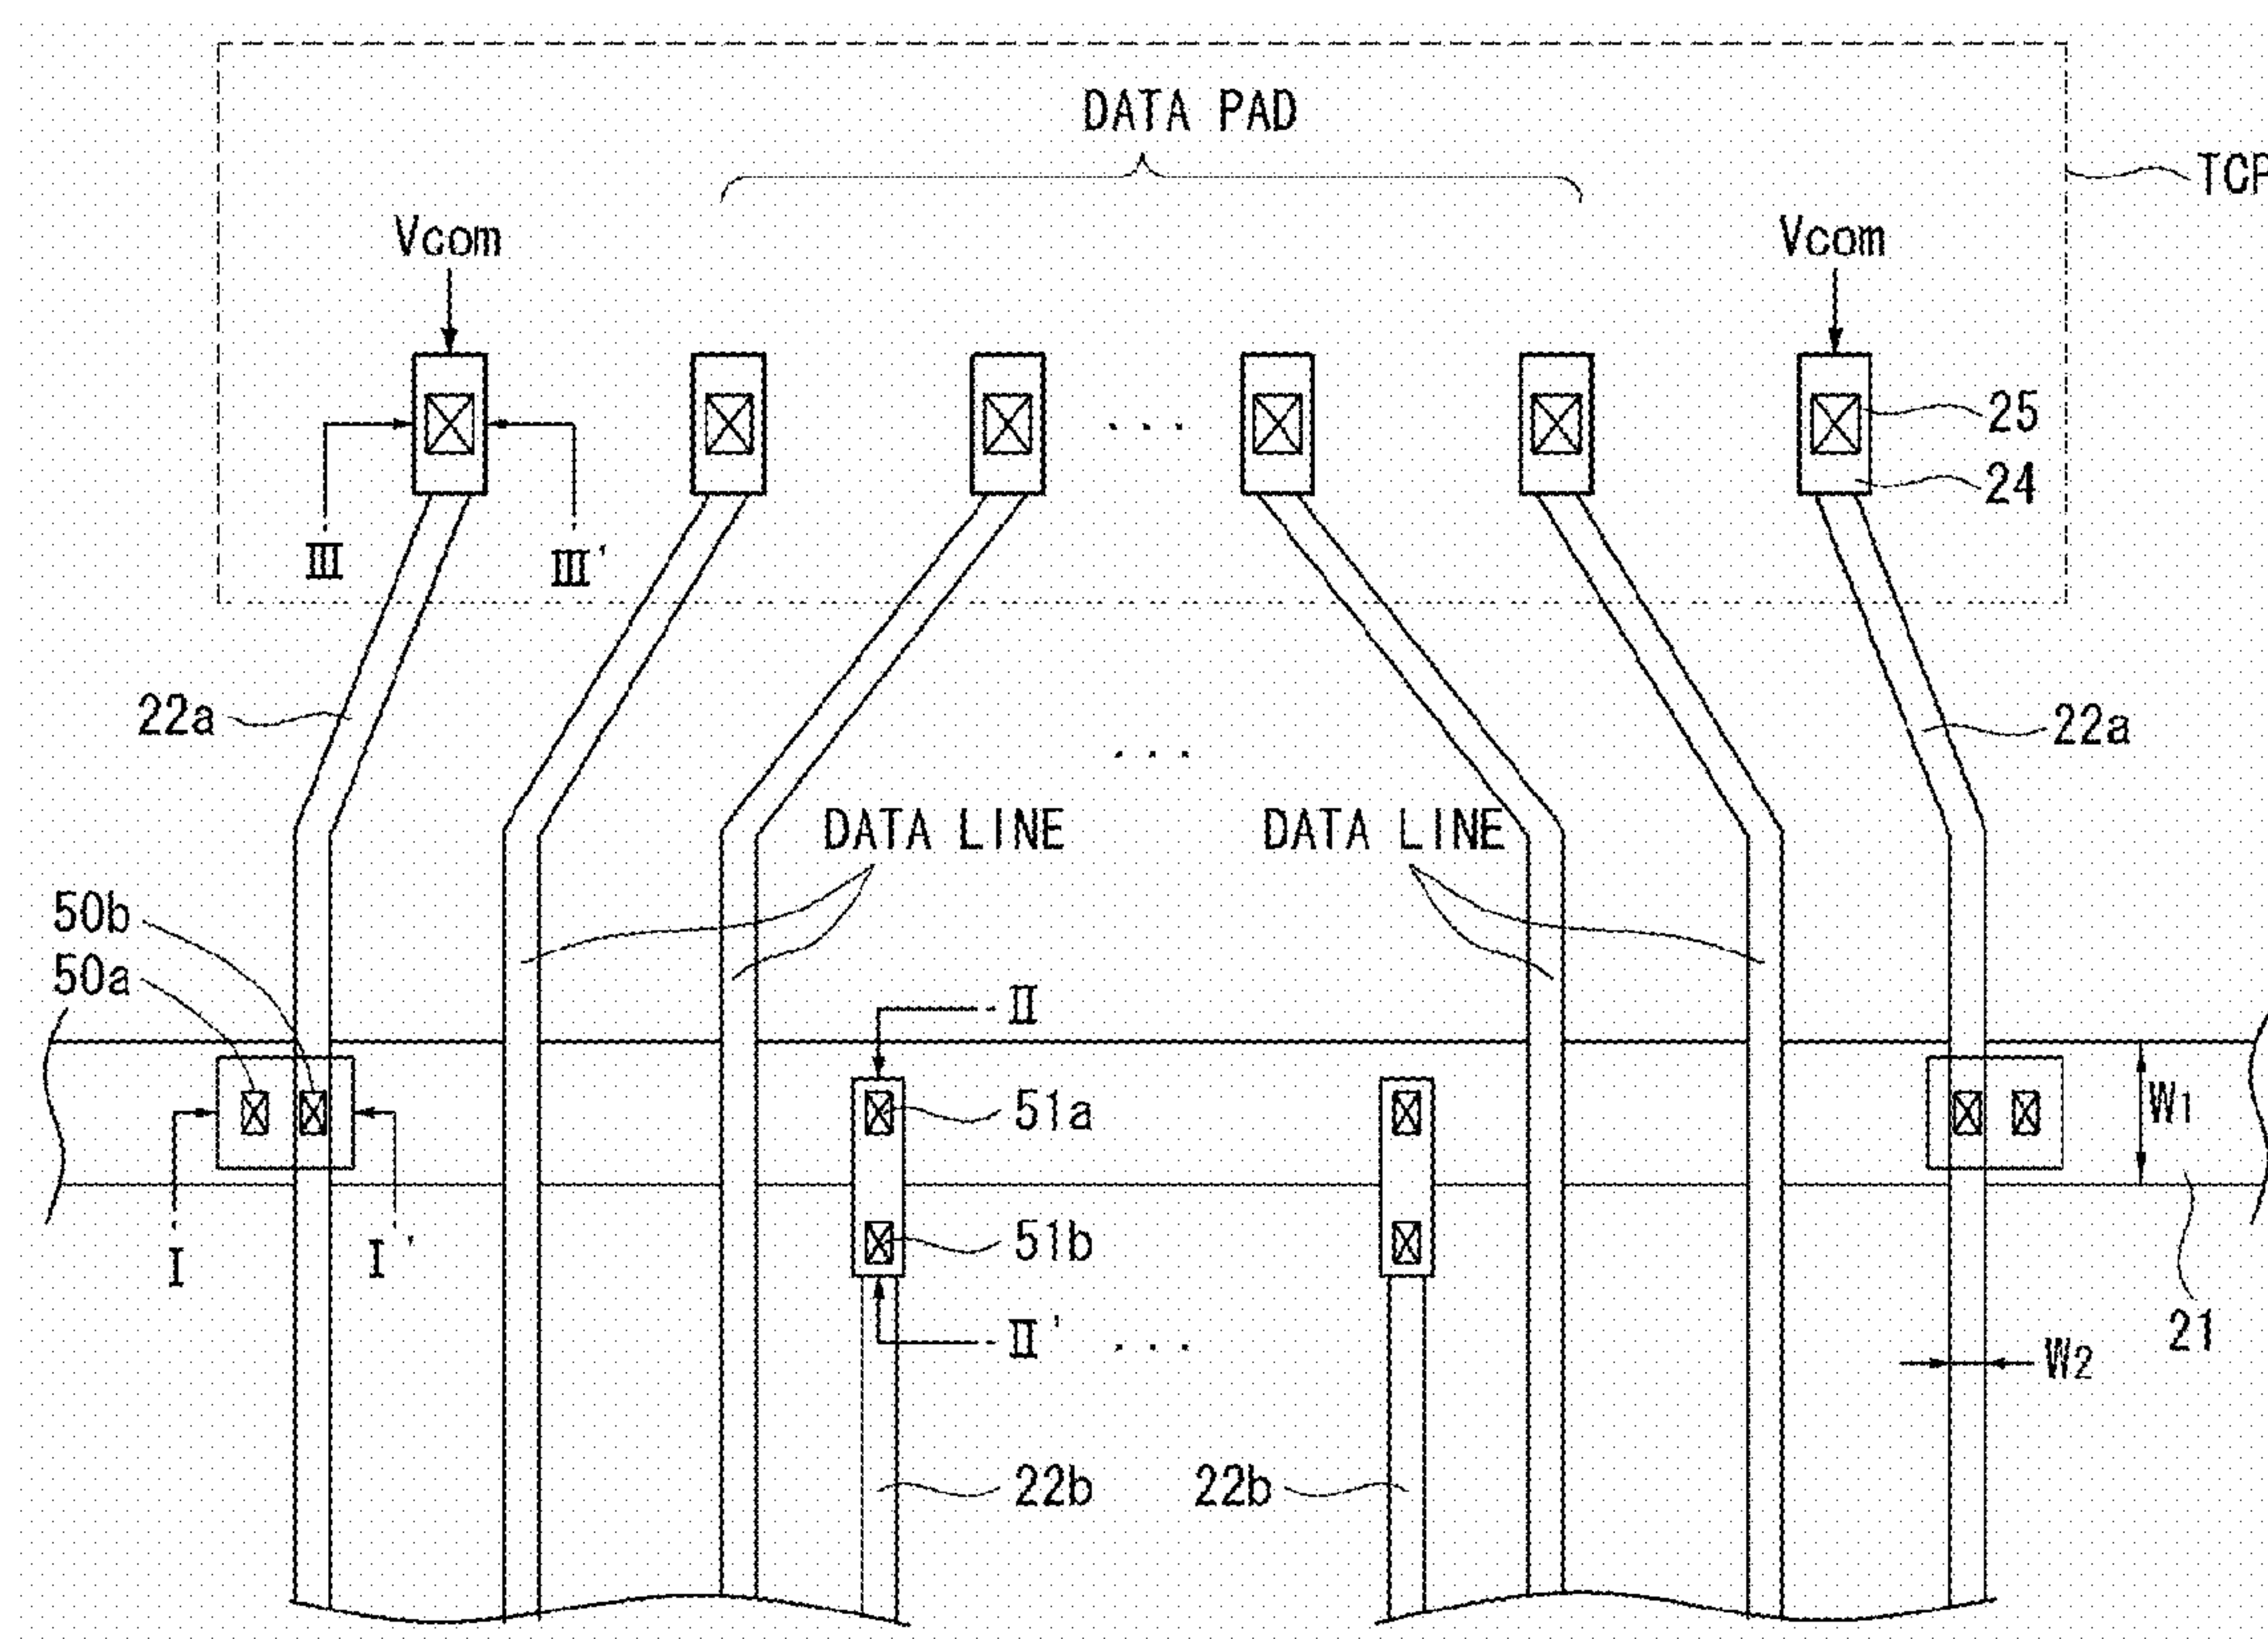 DATA PAD
TCP
Vcom
Vcom
25
24
III
III'
22a
22a
DATA LINE
DATA LINE
50b
50a
II
51a
W1
51b
I
I'
II'
21
W2
22b
22b